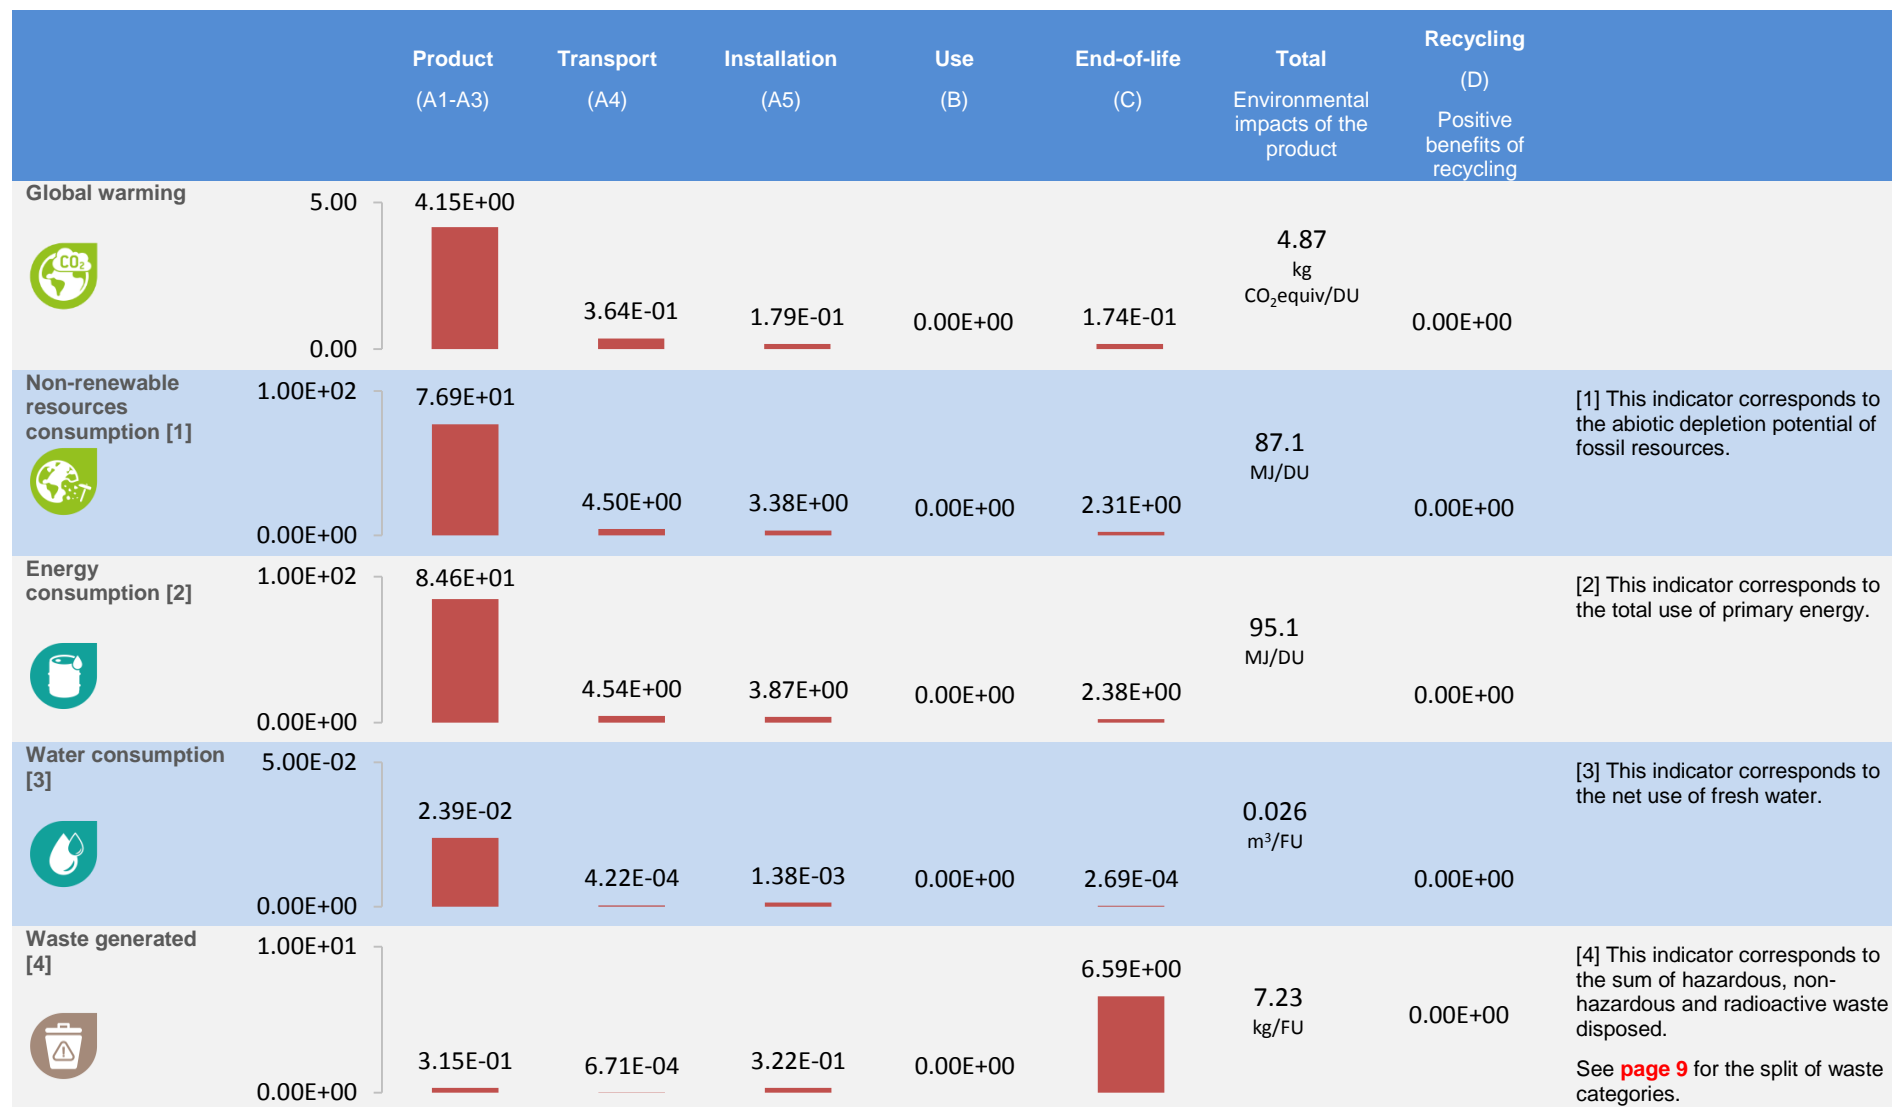 Product
(A1-A3)
Transport
(A4)
Installation
(A5)
Use
(B)
End-of-life
(C)
Total
Environmental
impacts of the
product
Recycling
(D)
Positive
benefits of
recycling
Global warming
CO2
5.00
0.00
4.15E+00
3.64E-01
1.79E-01
0.00E+00
1.74E-01
4.87
kg
CO₂equiv/DU
0.00E+00
Non-renewable
resources
consumption [1]
1.00E+02
0.00E+00
7.69E+01
4.50E+00
3.38E+00
0.00E+00
2.31E+00
87.1
MJ/DU
0.00E+00
[1] This indicator corresponds to
the abiotic depletion potential of
fossil resources.
Energy
consumption [2]
1.00E+02
0.00E+00
8.46E+01
4.54E+00
3.87E+00
0.00E+00
2.38E+00
95.1
MJ/DU
0.00E+00
[2] This indicator corresponds to
the total use of primary energy.
Water consumption
[3]
5.00E-02
0.00E+00
2.39E-02
4.22E-04
1.38E-03
0.00E+00
2.69E-04
0.026
m³/FU
0.00E+00
[3] This indicator corresponds to
the net use of fresh water.
Waste generated
[4]
1.00E+01
0.00E+00
3.15E-01
6.71E-04
3.22E-01
0.00E+00
6.59E+00
7.23
kg/FU
0.00E+00
[4] This indicator corresponds to
the sum of hazardous, non-
hazardous and radioactive waste
disposed.
See page 9 for the split of waste
categories.